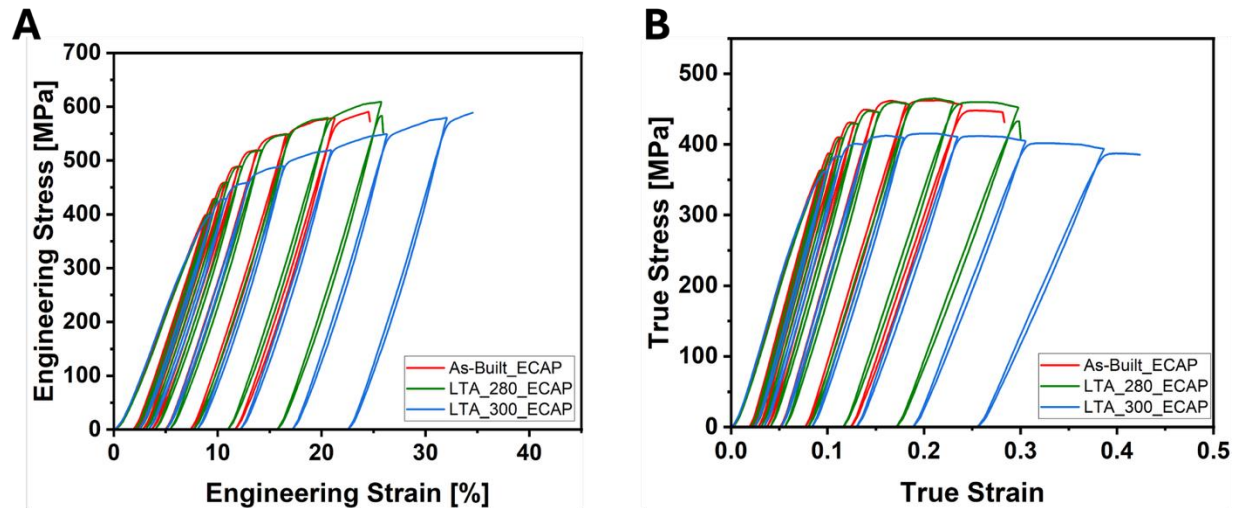 A
Engineering Stress [MPa]
700
600
500
400
300
200
100
0
0 10 20 30 40
Engineering Strain [%]
As-Built_ECAP
LTA_280_ECAP
LTA_300_ECAP
B
True Stress [MPa]
500
400
300
200
100
0
0.0 0.1 0.2 0.3 0.4 0.5
True Strain
As-Built_ECAP
LTA_280_ECAP
LTA_300_ECAP